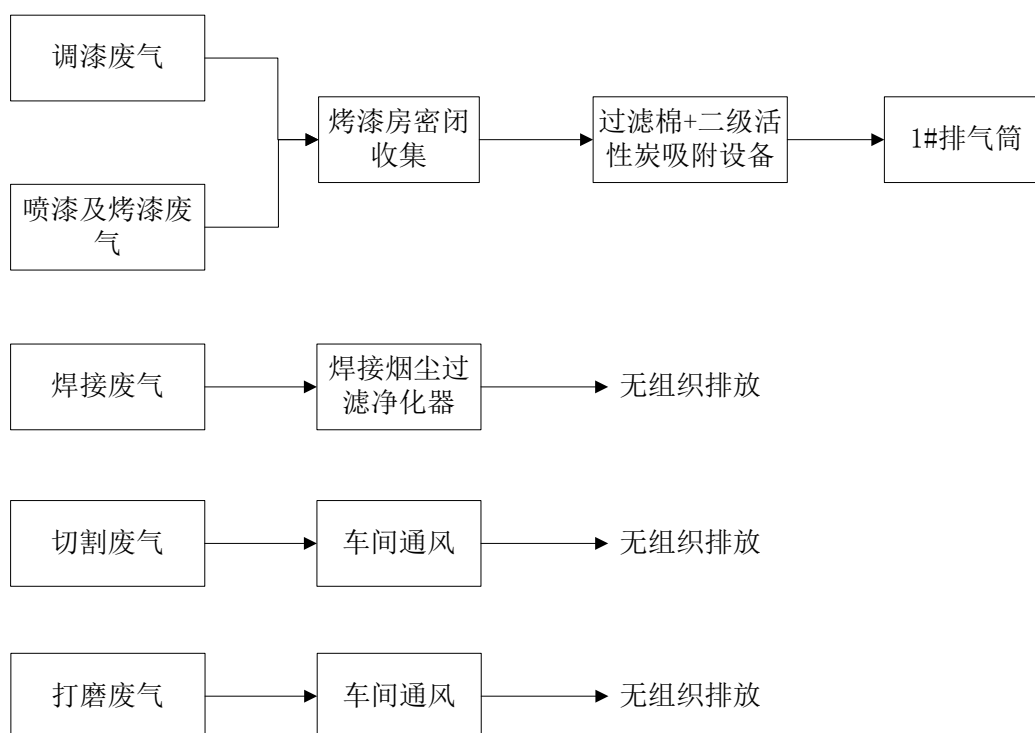 调漆废气
喷漆及烤漆废
气
烤漆房密闭
收集
过滤棉+二级活
性炭吸附设备
1#排气筒
焊接废气
焊接烟尘过
滤净化器
无组织排放
切割废气
车间通风
无组织排放
打磨废气
车间通风
无组织排放